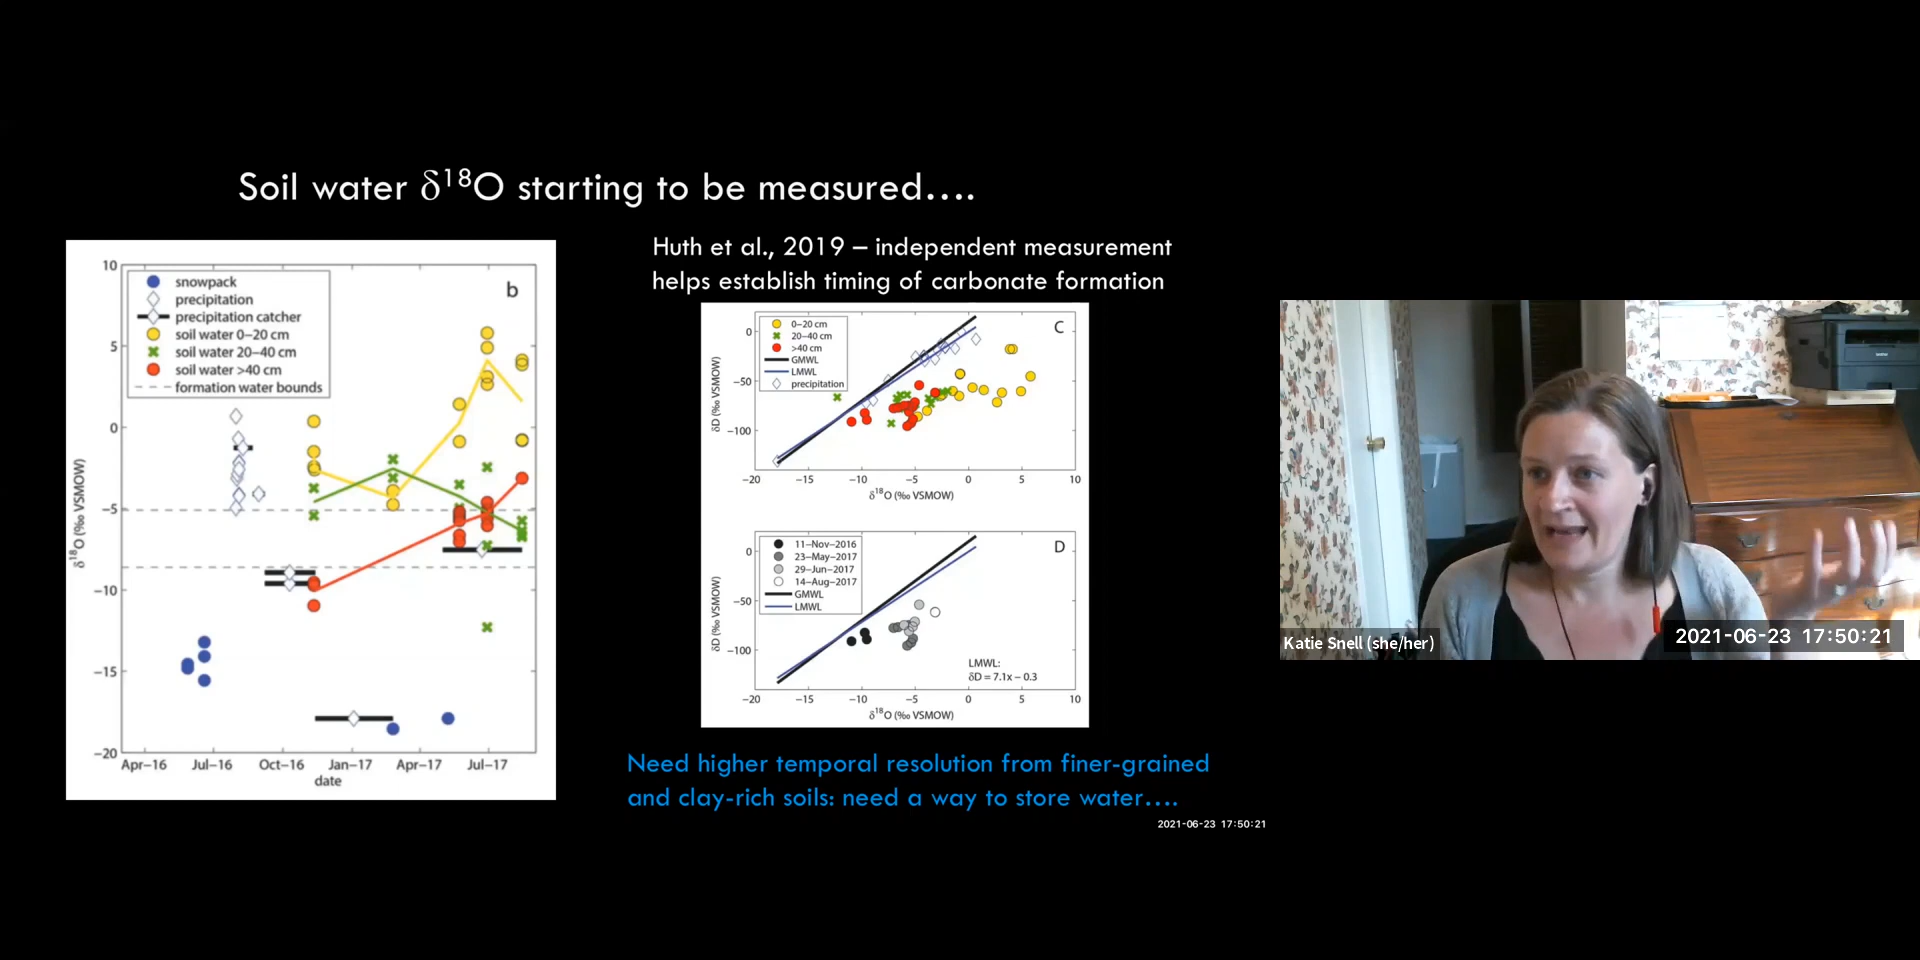 Soil water δ¹⁸O starting to be measured....
Huth et al., 2019 – independent measurement
helps establish timing of carbonate formation
10
5
0
−5
−10
−15
−20
δ¹⁸O (‰ VSMOW)
snowpack
precipitation
precipitation catcher
soil water 0−20 cm
soil water 20−40 cm
soil water >40 cm
formation water bounds
b
Apr−16
Jul−16
Oct−16
Jan−17
Apr−17
Jul−17
date
0
−50
−100
δD (‰ VSMOW)
0−20 cm
20−40 cm
>40 cm
GMWL
LMWL
precipitation
C
−20
−15
−10
−5
0
5
10
δ¹⁸O (‰ VSMOW)
0
−50
−100
δD (‰ VSMOW)
11−Nov−2016
23−May−2017
29−Jun−2017
14−Aug−2017
GMWL
LMWL
D
LMWL:
δD = 7.1x − 0.3
−20
−15
−10
−5
0
5
10
δ¹⁸O (‰ VSMOW)
Need higher temporal resolution from finer-grained
and clay-rich soils: need a way to store water....
2021-06-23 17:50:21
Katie Snell (she/her)
2021-06-23 17:50:21